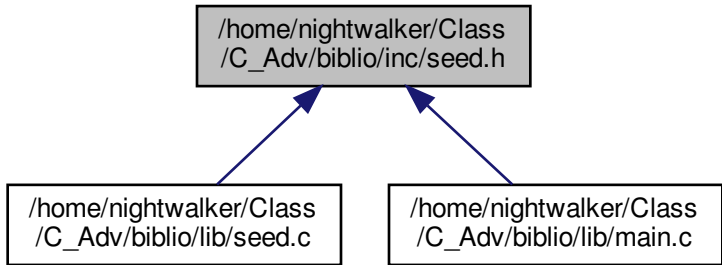 /home/nightwalker/Class
/C_Adv/biblio/inc/seed.h
/home/nightwalker/Class
/C_Adv/biblio/lib/seed.c
/home/nightwalker/Class
/C_Adv/biblio/lib/main.c